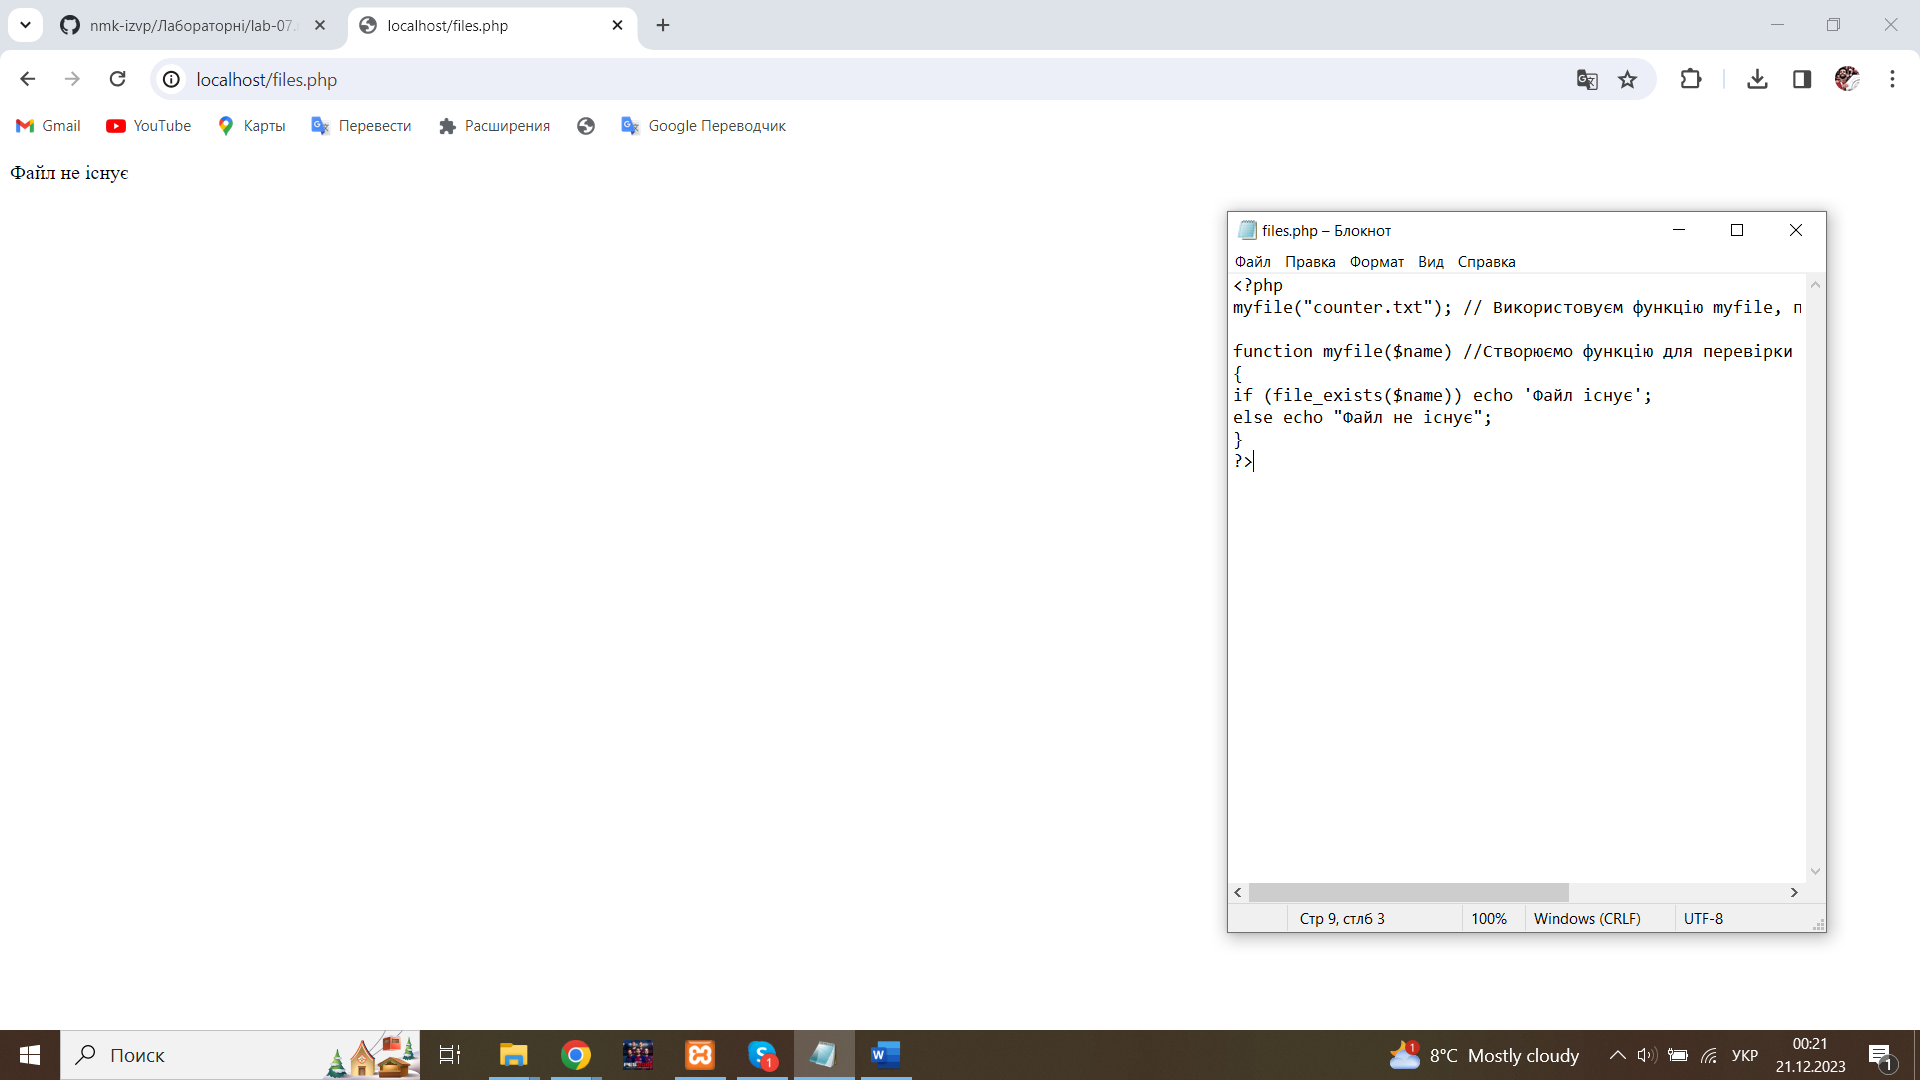 nmk-izvp/Лабораторні/lab-07.
localhost/files.php
localhost/files.php
Gmail
YouTube
Карты
Перевести
Расширения
Google Переводчик
Файл не існує
files.php – Блокнот
Файл Правка Формат Вид Справка
<?php
myfile("counter.txt"); // Використовуєм функцію myfile, п
function myfile($name) //Створюємо функцію для перевірки
{
if (file_exists($name)) echo 'Файл існує';
else echo "Файл не існує";
}
?>
Стр 9, стлб 3
100%
Windows (CRLF)
UTF-8
Поиск
1
W
1
8°C Mostly cloudy
УКР
00:21
21.12.2023
1